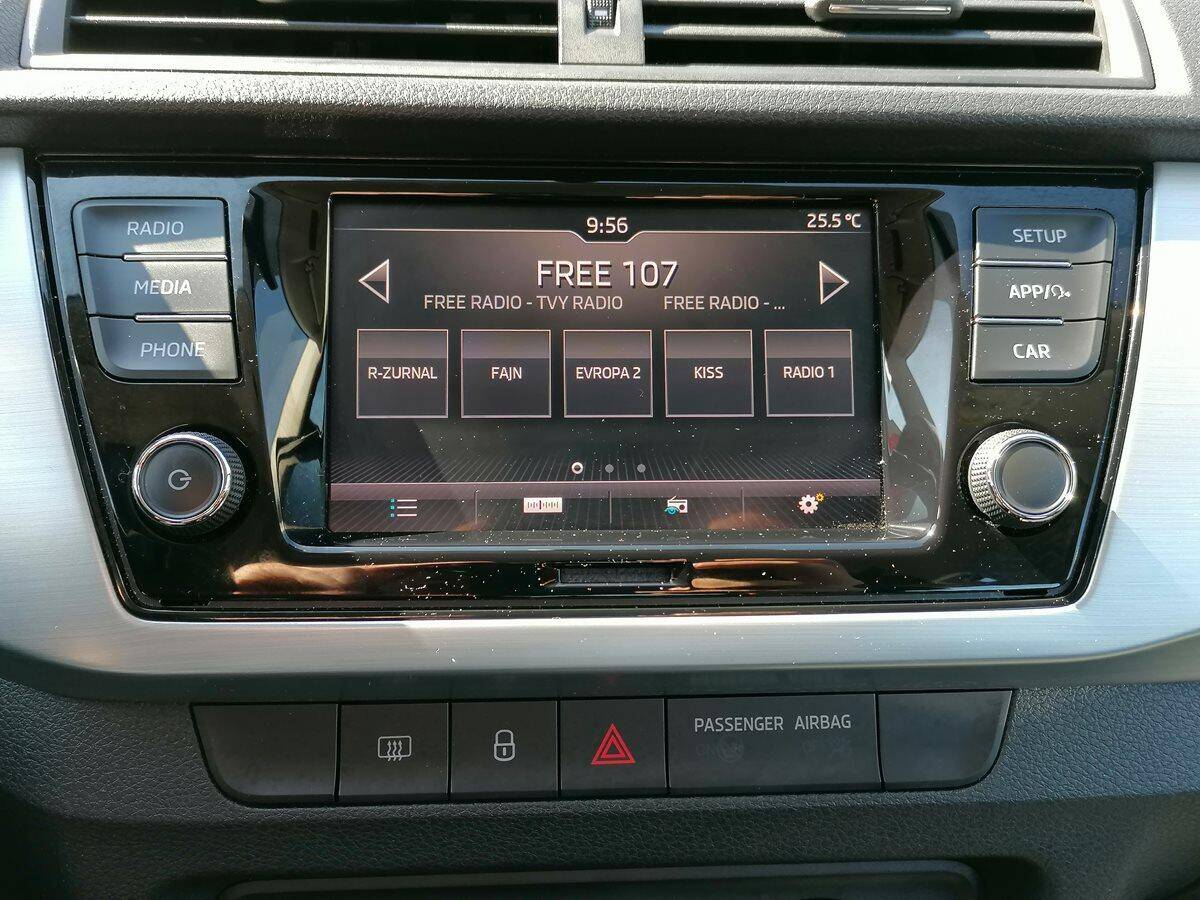 RADIO
MEDIA
PHONE
9:56
25.5°C
FREE 107
FREE RADIO - TVY RADIO FREE RADIO - ...
R-ZURNAL
FAJN
EVROPA 2
2
KISS
RADIO 1
SETUP
APP/
CAR
PASSENGER AIRBAG